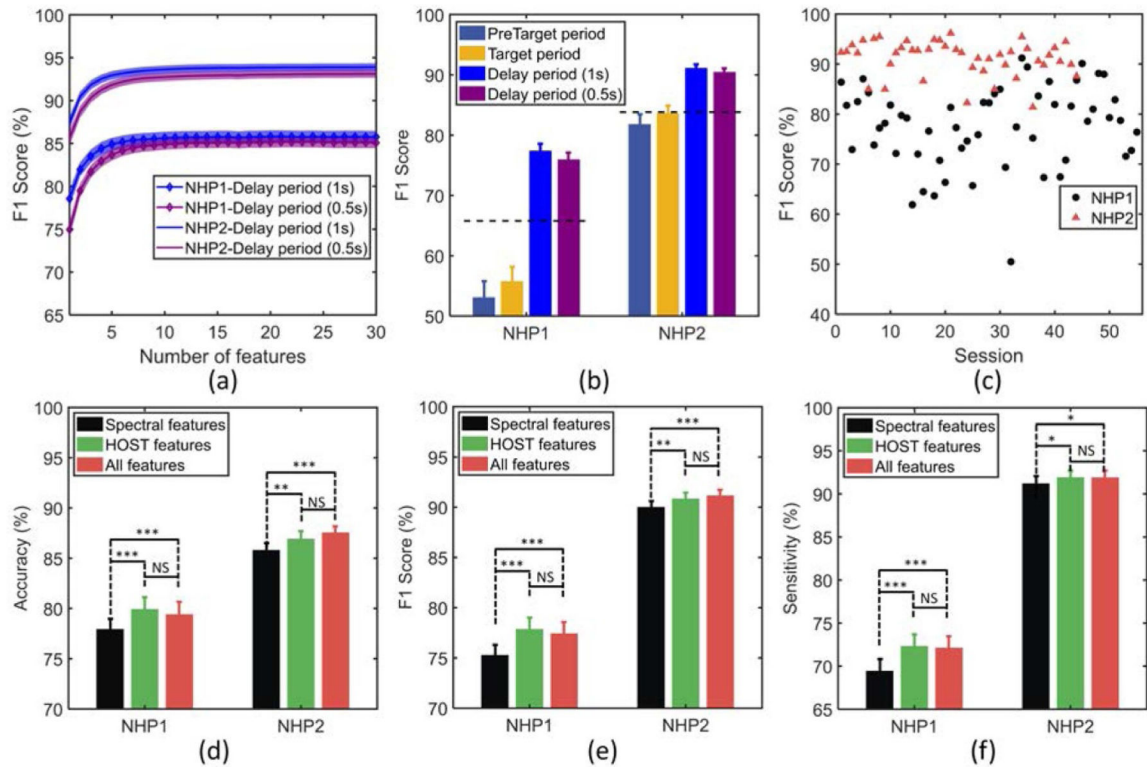 100
95
90
85
80
75
70
65
F1 Score (%)
5
10
15
20
25
30
Number of features
NHP1-Delay period (1s)
NHP1-Delay period (0.5s)
NHP2-Delay period (1s)
NHP2-Delay period (0.5s)
(a)
100
90
80
70
60
50
F1 Score
PreTarget period
Target period
Delay period (1s)
Delay period (0.5s)
NHP1
NHP2
(b)
100
90
80
70
60
50
40
F1 Score (%)
0
10
20
30
40
50
Session
NHP1
NHP2
(c)
100
95
90
85
80
75
70
Accuracy (%)
Spectral features
HOST features
All features
***
***
NS
***
**
NS
NHP1
NHP2
(d)
100
95
90
85
80
75
70
F1 Score (%)
Spectral features
HOST features
All features
***
***
NS
***
**
NS
NHP1
NHP2
(e)
100
95
90
85
80
75
70
65
Sensitivity (%)
Spectral features
HOST features
All features
***
***
NS
*
*
NS
NHP1
NHP2
(f)